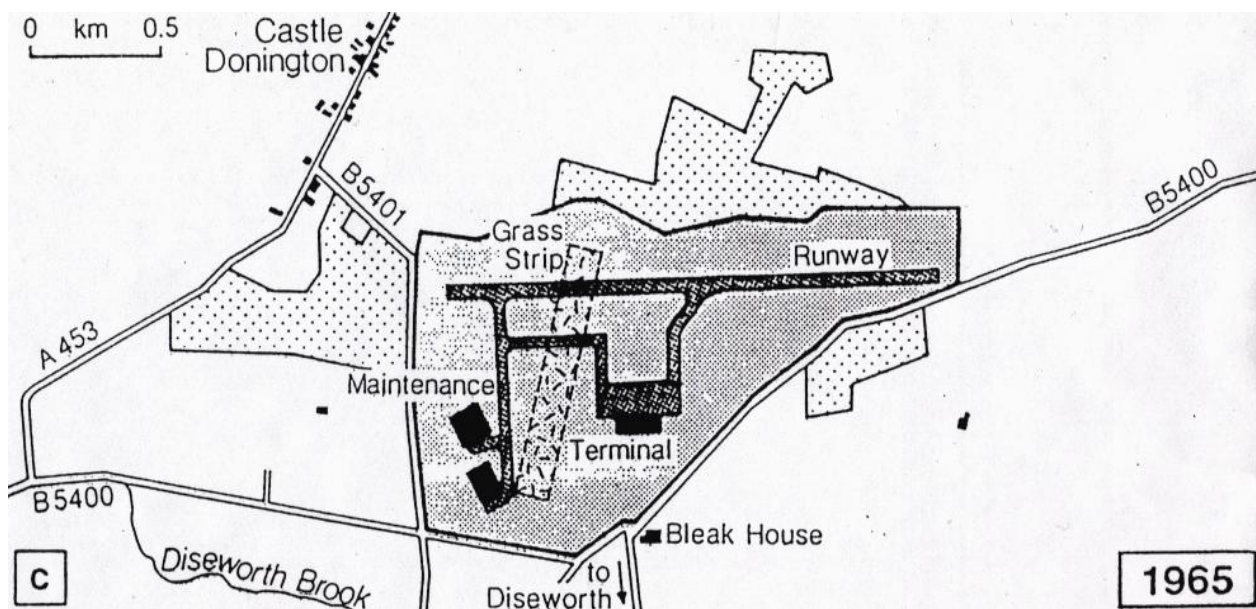 0 km 0.5
Castle
Donington
B5401
B5400
Grass
Strip
Runway
A 453
Maintenance
Terminal
B5400
Bleak House
Diseworth Brook
to
Diseworth
C
1965